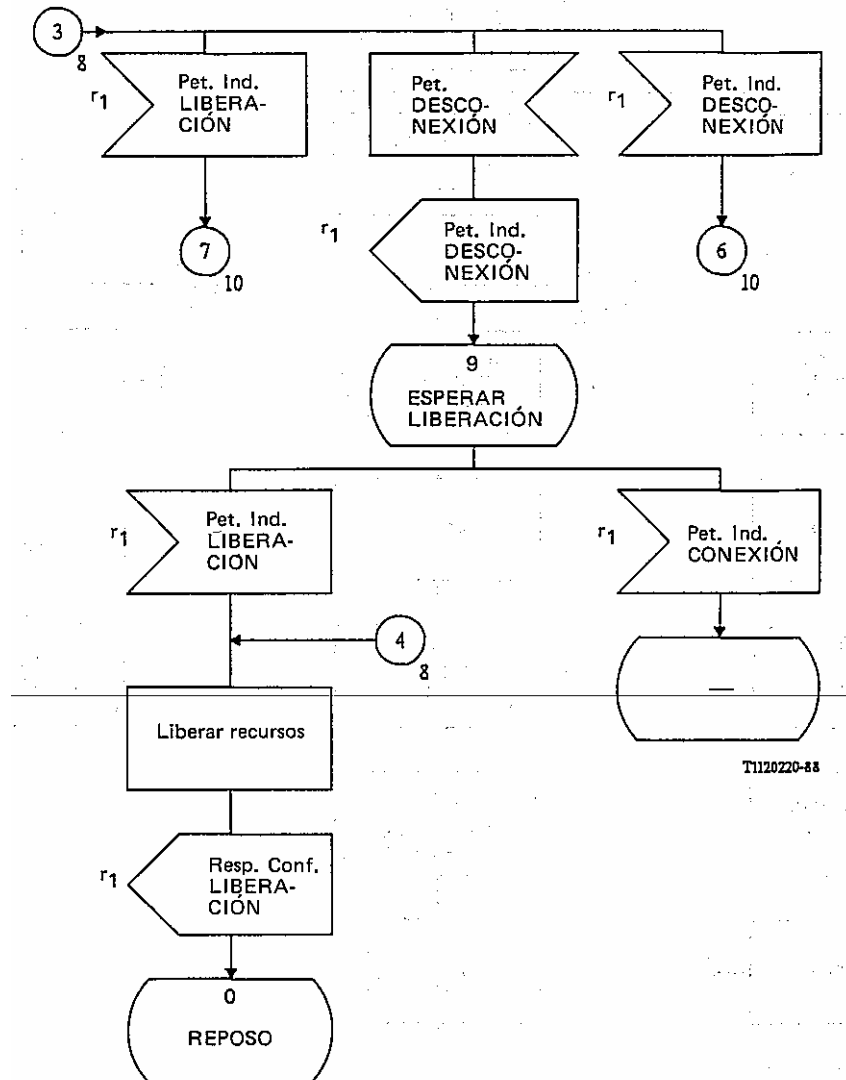 3
8
r1
Pet. Ind.
LIBERA-
CIÓN
Pet.
DESCO-
NEXIÓN
r1
Pet. Ind.
DESCO-
NEXIÓN
7
10
r1
Pet. Ind.
DESCO-
NEXIÓN
6
10
9
ESPERAR
LIBERACIÓN
r1
Pet. Ind.
LIBERA-
CIÓN
r1
Pet. Ind.
CONEXIÓN
4
8
—
Liberar recursos
T1120220-88
r1
Resp. Conf.
LIBERA-
CIÓN
0
REPOSO